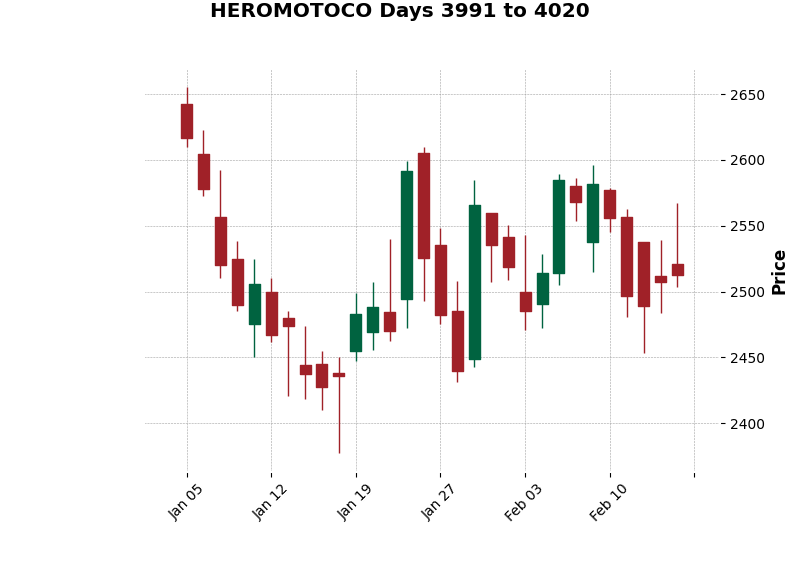 HEROMOTOCO Days 3991 to 4020
2650
2600
2550
2500
2450
2400
Price
Jan 05
Jan 12
Jan 19
Jan 27
Feb 03
Feb 10